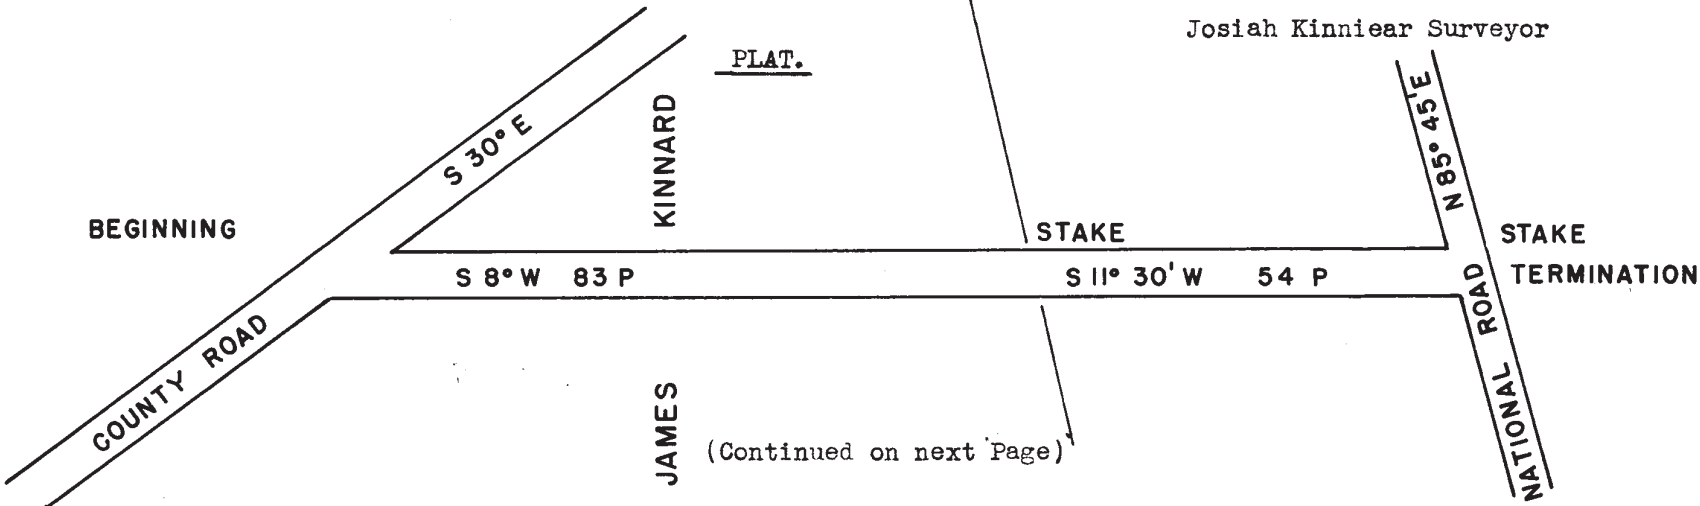 Josiah Kinniear Surveyor
PLAT.
S 30° E
KINNARD
N 85° 45' E
BEGINNING
STAKE
STAKE
S 8° W 83 P
S 11° 30' W 54 P
TERMINATION
COUNTY ROAD
NATIONAL ROAD
JAMES
(Continued on next Page)